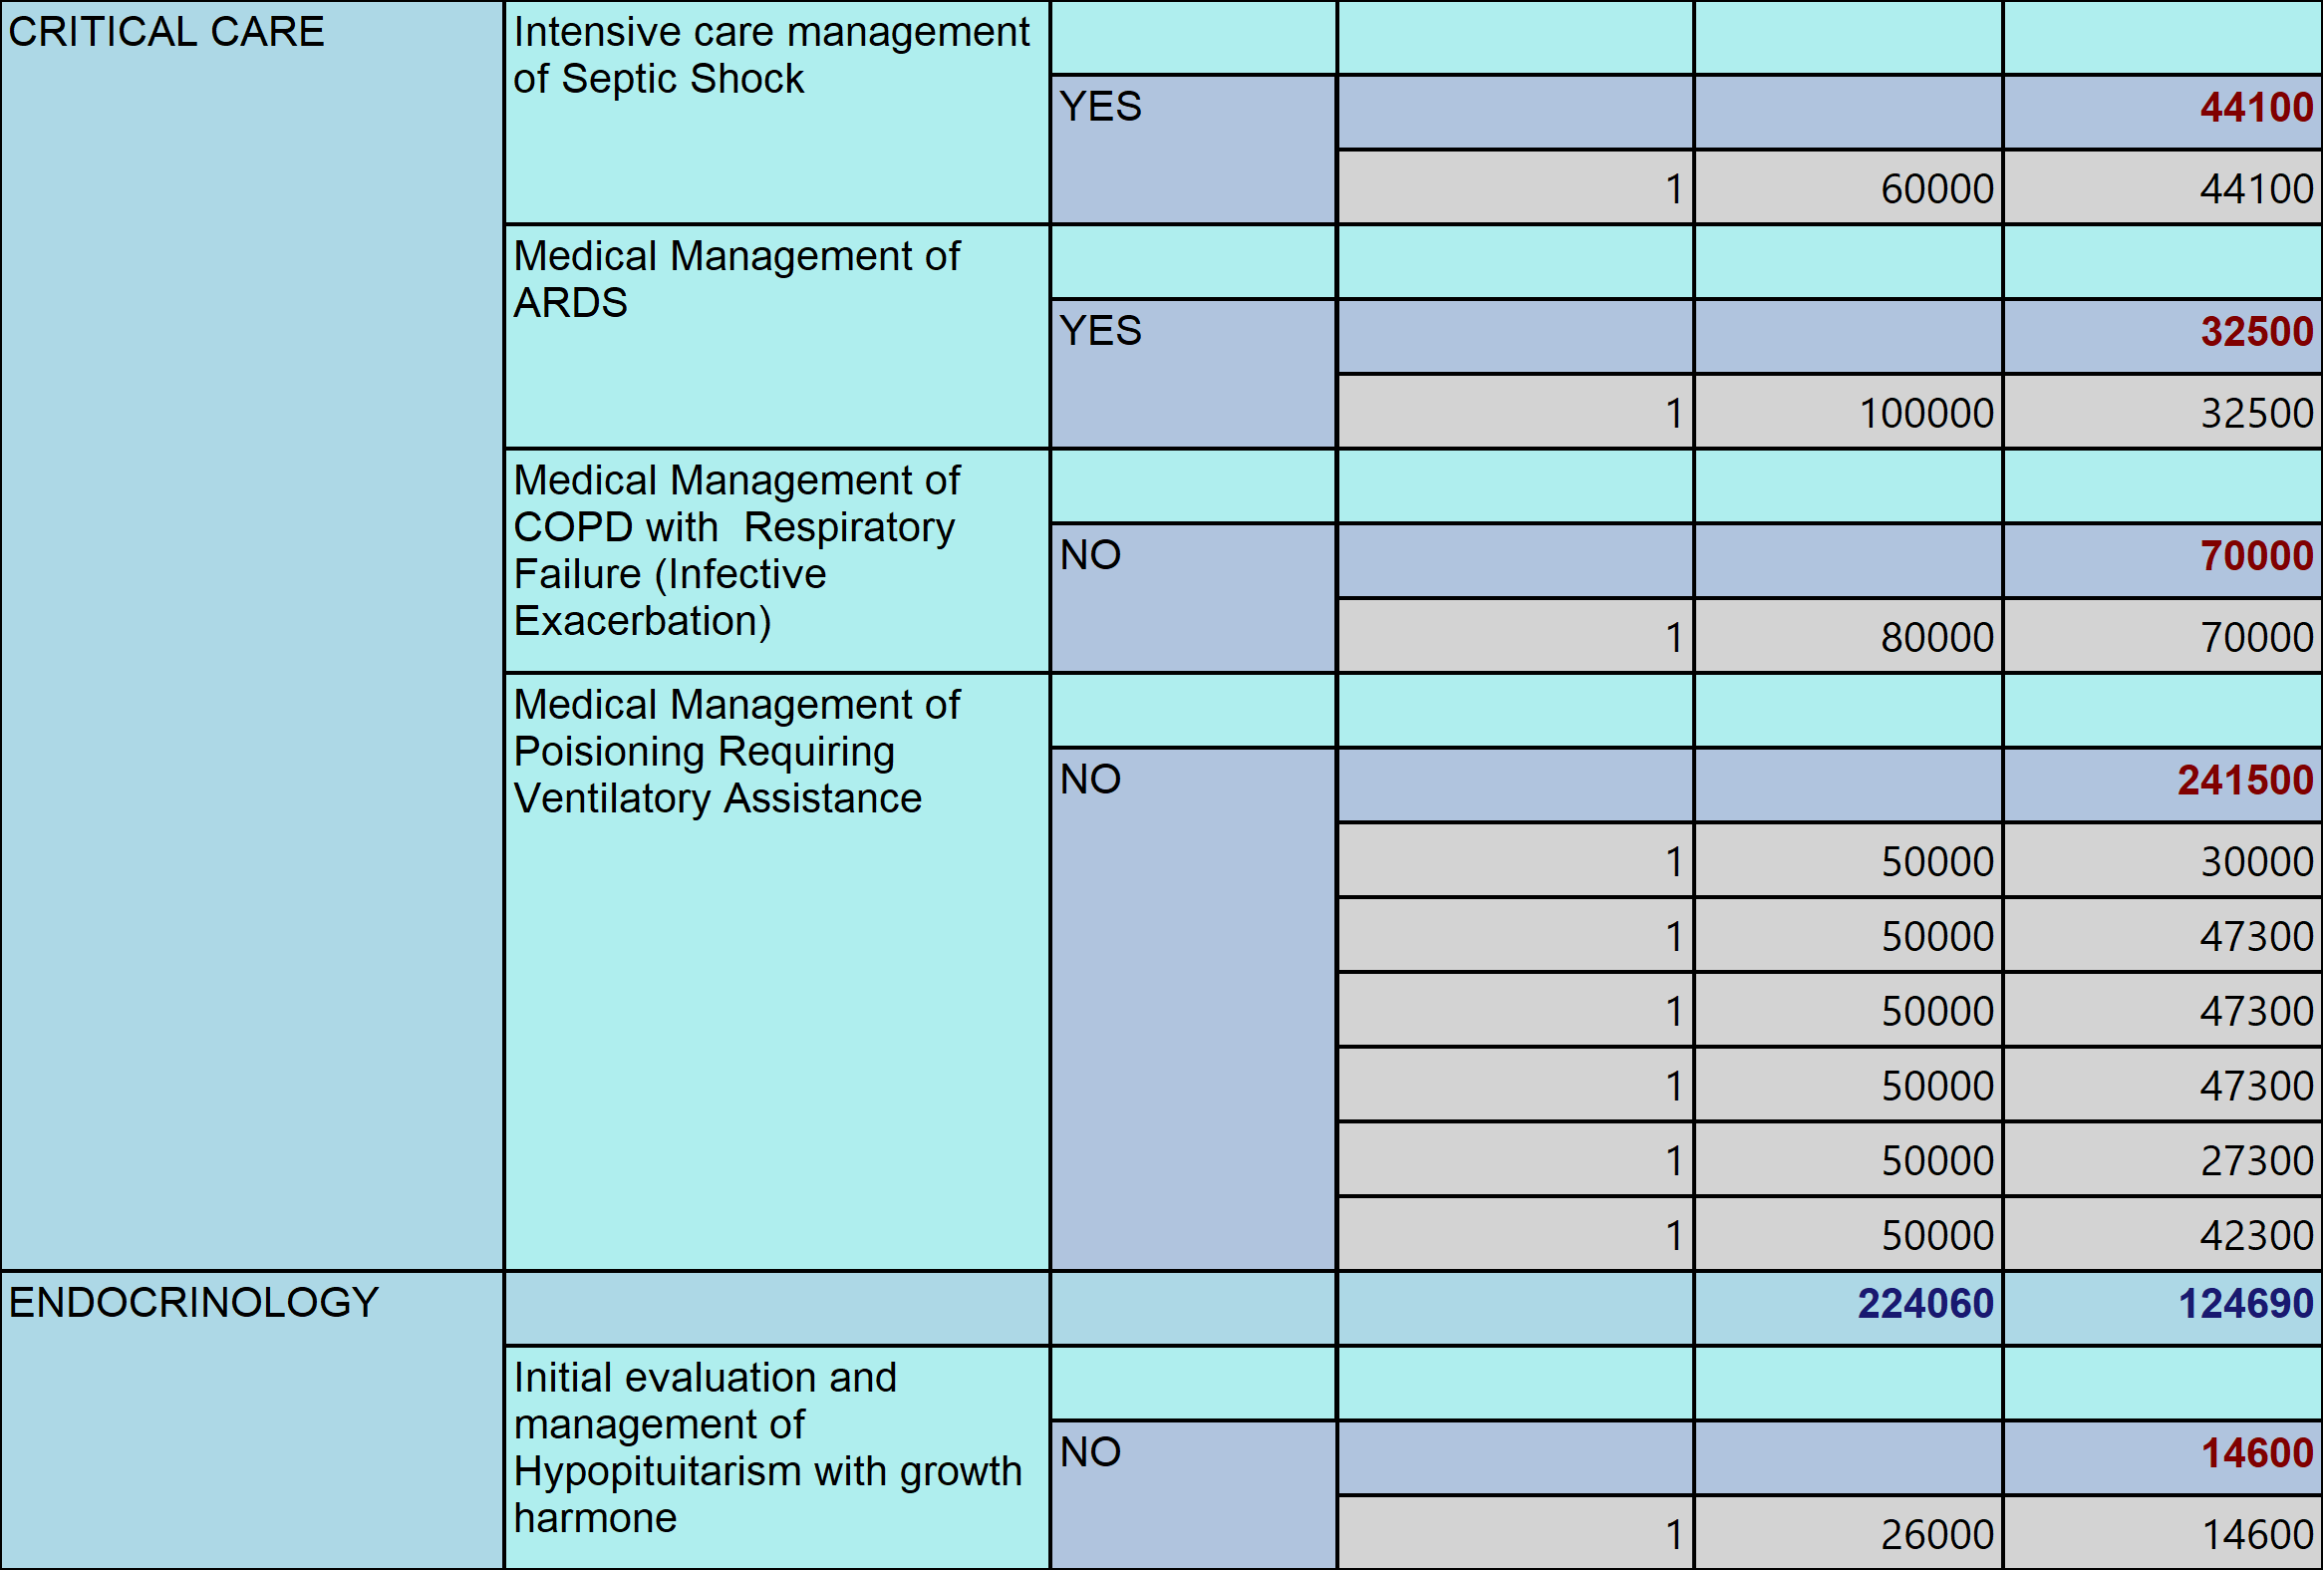 CRITICAL CARE
Intensive care management
of Septic Shock
YES
44100
1 60000 44100
Medical Management of
ARDS
YES
32500
1 100000 32500
Medical Management of
COPD with  Respiratory
Failure (Infective
Exacerbation)
NO
70000
1 80000 70000
Medical Management of
Poisioning Requiring
Ventilatory Assistance
NO
241500
1 50000 30000
1 50000 47300
1 50000 47300
1 50000 47300
1 50000 27300
1 50000 42300
ENDOCRINOLOGY
224060 124690
Initial evaluation and
management of
Hypopituitarism with growth
harmone
NO
14600
1 26000 14600